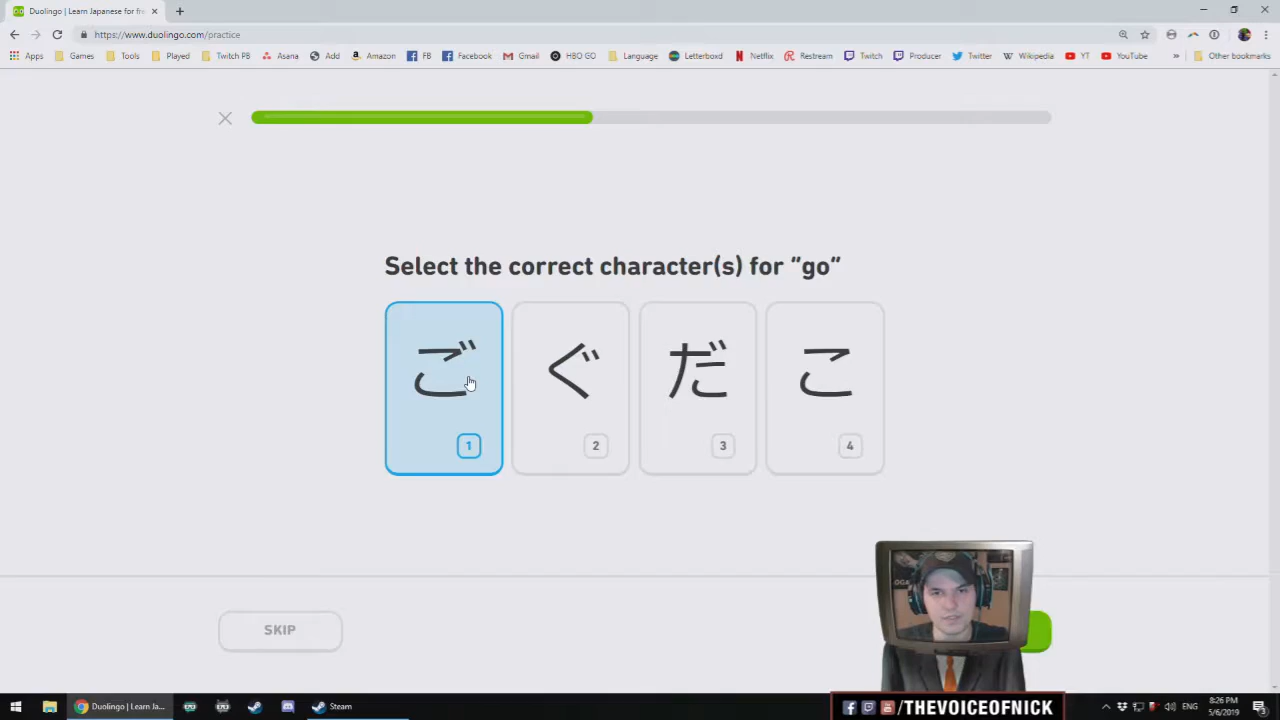 Duolingo | Learn Japanese for fr
https://www.duolingo.com/practice
Apps Games Tools Played Twitch PB Asana Add Amazon FB Facebook Gmail HBO GO Language Letterboxd Netflix Restream Twitch Producer Twitter Wikipedia YT YouTube » Other bookmarks
Select the correct character(s) for "go"
ご ぐ だ こ
1 2 3 4
SKIP
/THEVOICEOFNICK
Duolingo | Learn Ja... Steam ENG 8:26 PM
5/6/2019